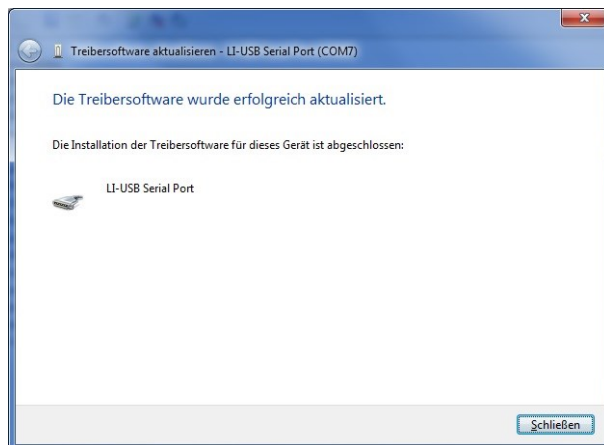 Treibersoftware aktualisieren - LI-USB Serial Port (COM7)
Die Treibersoftware wurde erfolgreich aktualisiert.
Die Installation der Treibersoftware für dieses Gerät ist abgeschlossen:
LI-USB Serial Port
Schließen